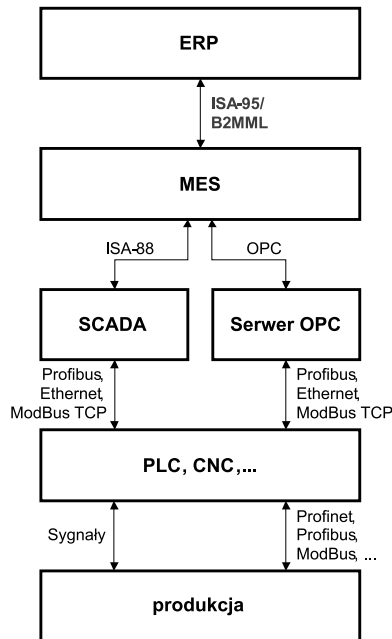 ERP
ISA-95/
B2MML
MES
ISA-88
OPC
SCADA
Serwer OPC
Profibus,
Ethernet,
ModBus TCP
Profibus,
Ethernet,
ModBus TCP
PLC, CNC,...
Sygnały
Profinet,
Profibus,
ModBus, ...
produkcja